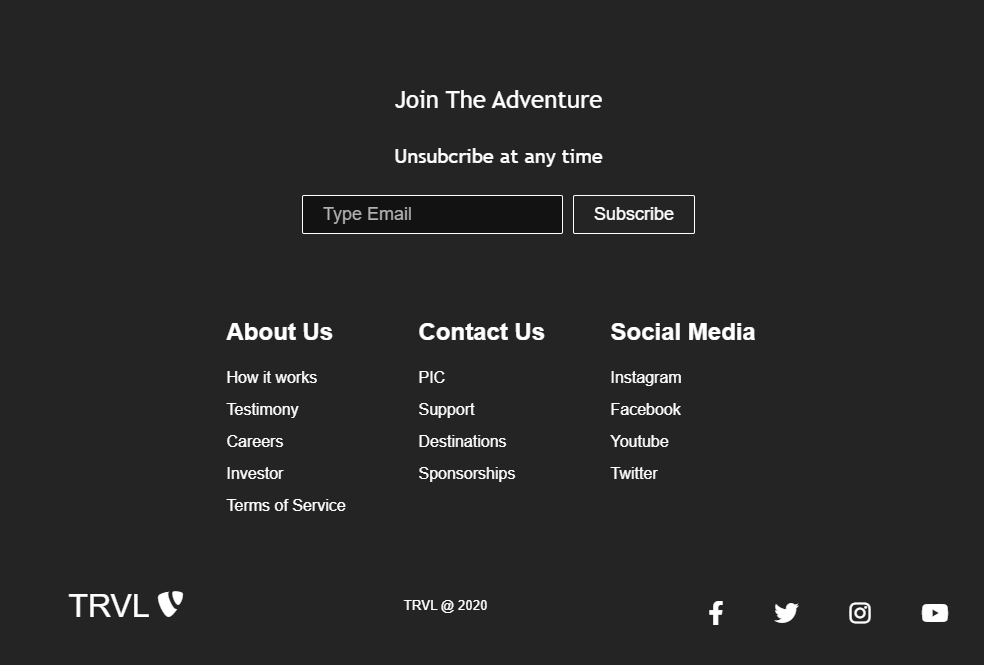 Join The Adventure
Unsubcribe at any time
Type Email
Subscribe
About Us
How it works
Testimony
Careers
Investor
Terms of Service
Contact Us
PIC
Support
Destinations
Sponsorships
Social Media
Instagram
Facebook
Youtube
Twitter
TRVL
TRVL @ 2020